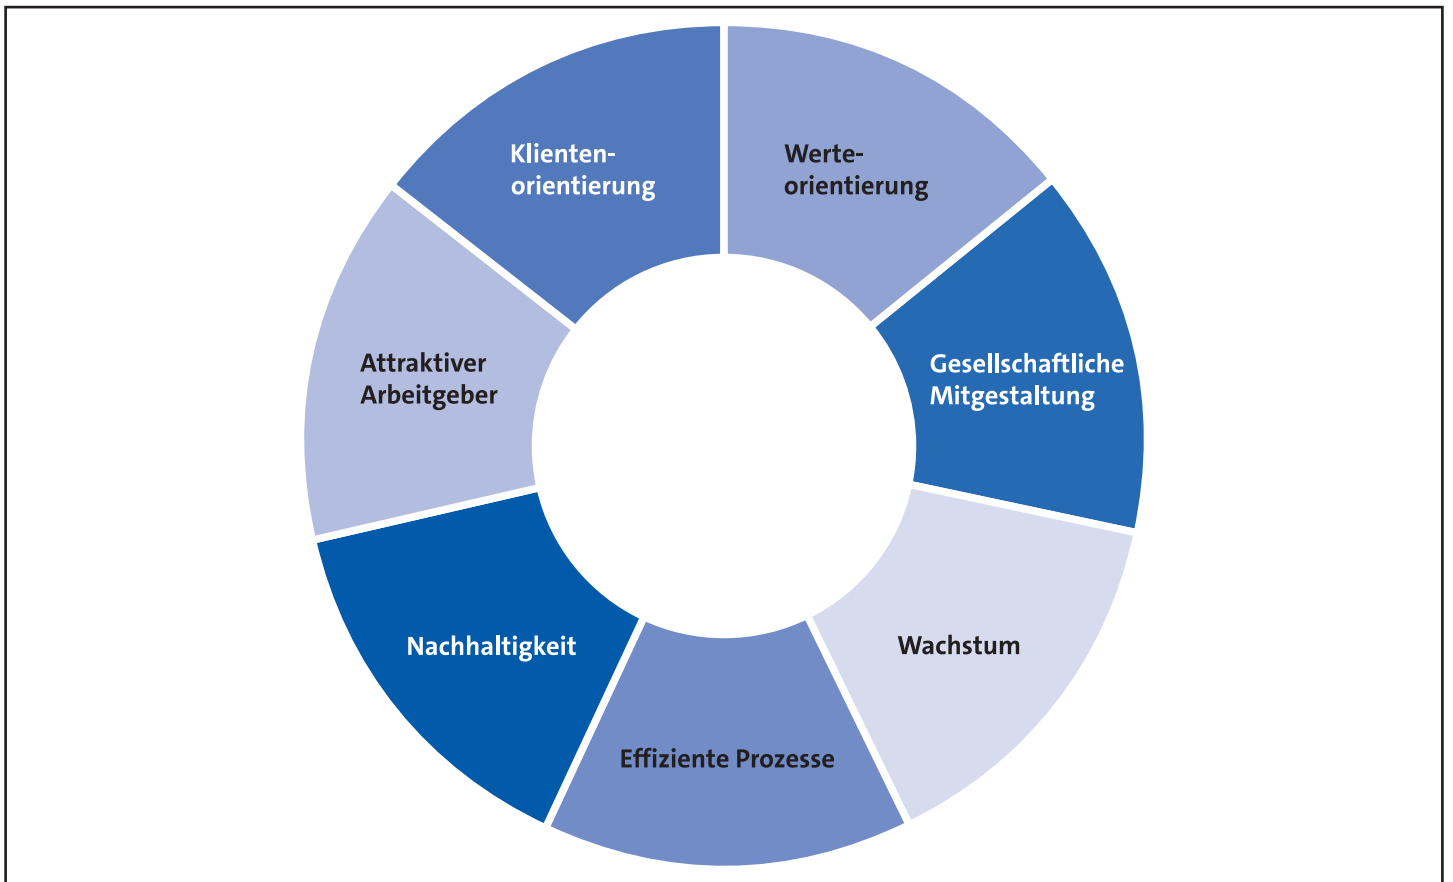 Klienten-
orientierung
Werte-
orientierung
Attraktiver
Arbeitgeber
Gesellschaftliche
Mitgestaltung
Nachhaltigkeit
Wachstum
Effiziente Prozesse